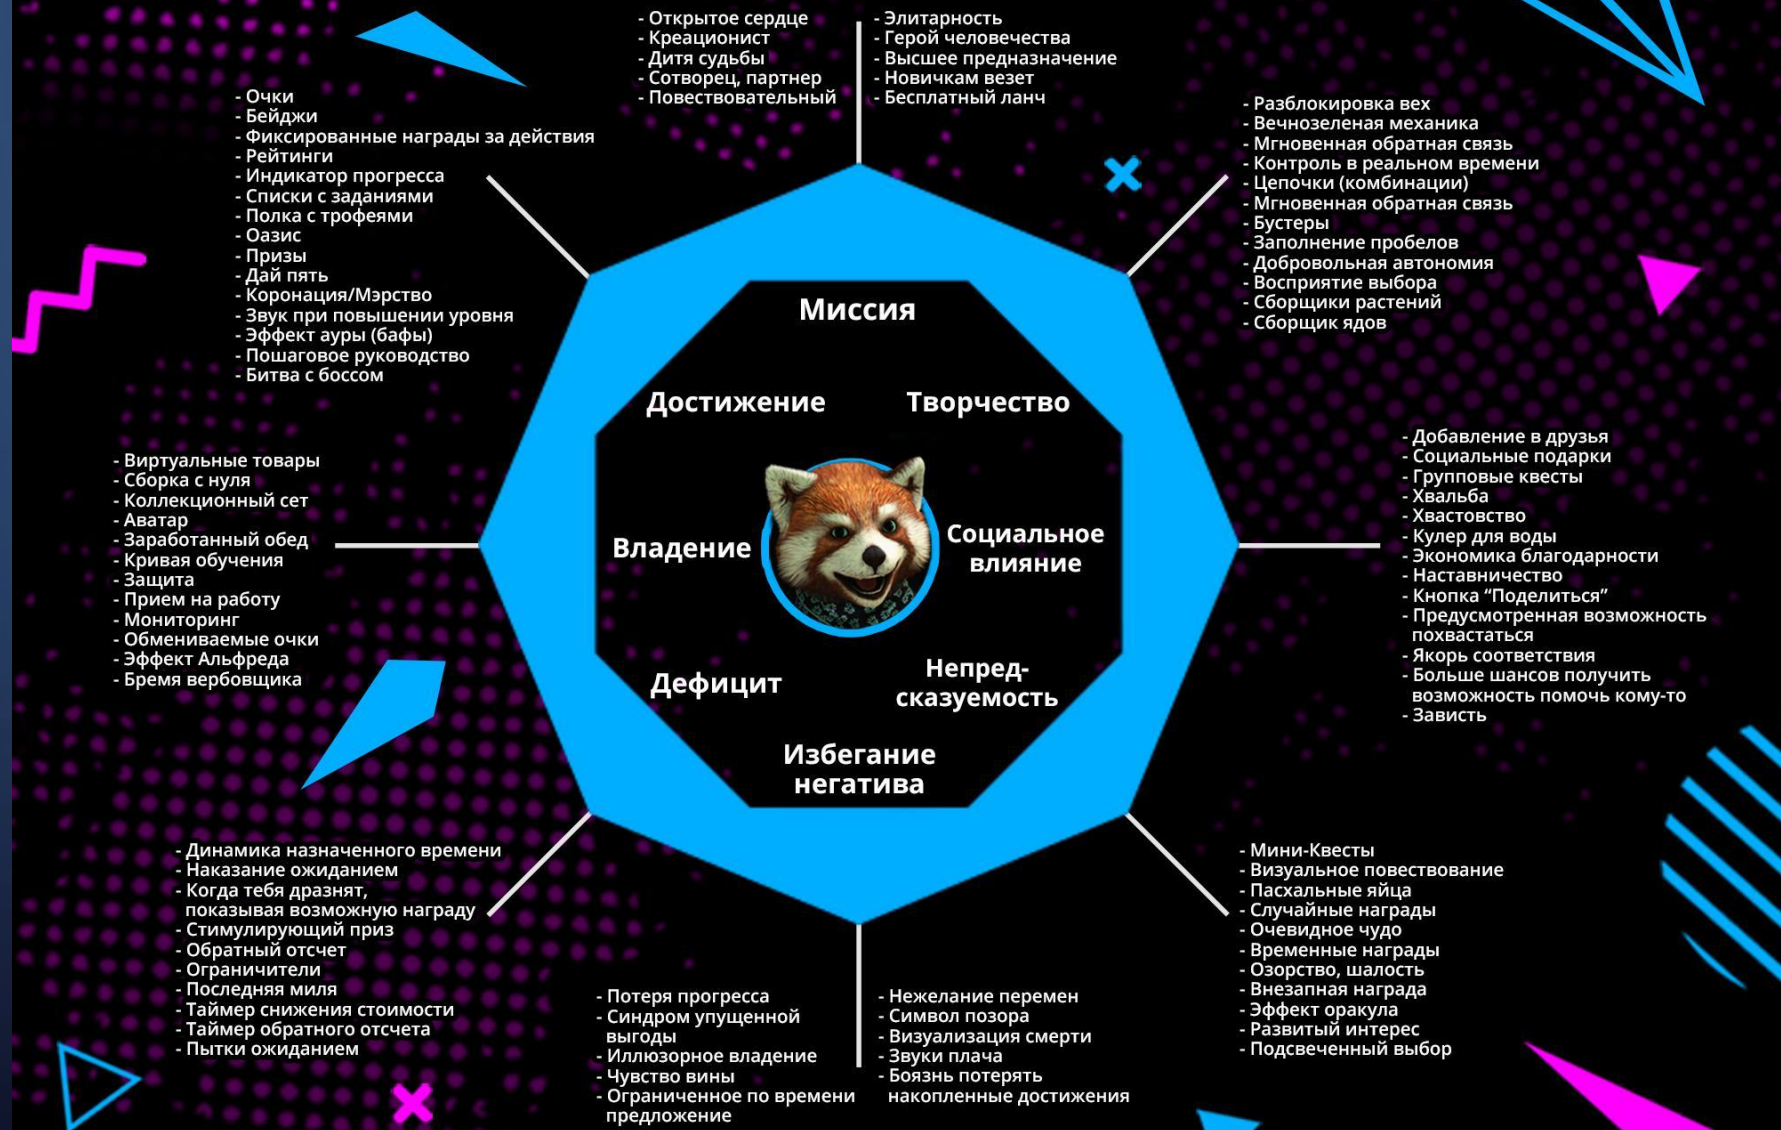 - Открытое сердце
- Креационист
- Дитя судьбы
- Сотворец, партнер
- Повествовательный
- Элитарность
- Герой человечества
- Высшее предназначение
- Новичкам везет
- Бесплатный ланч
- Очки
- Бейджи
- Фиксированные награды за действия
- Рейтинги
- Индикатор прогресса
- Списки с заданиями
- Полка с трофеями
- Оазис
- Призы
- Дай пять
- Коронация/Мэрство
- Звук при повышении уровня
- Эффект ауры (бафы)
- Пошаговое руководство
- Битва с боссом
- Разблокировка вех
- Вечнозеленая механика
- Мгновенная обратная связь
- Контроль в реальном времени
- Цепочки (комбинации)
- Мгновенная обратная связь
- Бустеры
- Заполнение пробелов
- Добровольная автономия
- Восприятие выбора
- Сборщики растений
- Сборщик ядов
Миссия
Достижение
Творчество
Владение
Социальное
влияние
Дефицит
Непред-
сказуемость
Избегание
негатива
- Виртуальные товары
- Сборка с нуля
- Коллекционный сет
- Аватар
- Заработанный обед
- Кривая обучения
- Защита
- Прием на работу
- Мониторинг
- Обмениваемые очки
- Эффект Альфреда
- Бремя вербовщика
- Добавление в друзья
- Социальные подарки
- Групповые квесты
- Хвальба
- Хвастовство
- Кулер для воды
- Экономика благодарности
- Наставничество
- Кнопка “Поделиться”
- Предусмотренная возможность
похвастаться
- Якорь соответствия
- Больше шансов получить
возможность помочь кому-то
- Зависть
- Динамика назначенного времени
- Наказание ожиданием
- Когда тебя дразнят,
показывая возможную награду
- Стимулирующий приз
- Обратный отсчет
- Ограничители
- Последняя миля
- Таймер снижения стоимости
- Таймер обратного отсчета
- Пытки ожиданием
- Потеря прогресса
- Синдром упущенной
выгоды
- Иллюзорное владение
- Чувство вины
- Ограниченное по времени
предложение
- Нежелание перемен
- Символ позора
- Визуализация смерти
- Звуки плача
- Боязнь потерять
накопленные достижения
- Мини-Квесты
- Визуальное повествование
- Пасхальные яйца
- Случайные награды
- Очевидное чудо
- Временные награды
- Озорство, шалость
- Внезапная награда
- Эффект оракула
- Развитый интерес
- Подсвеченный выбор